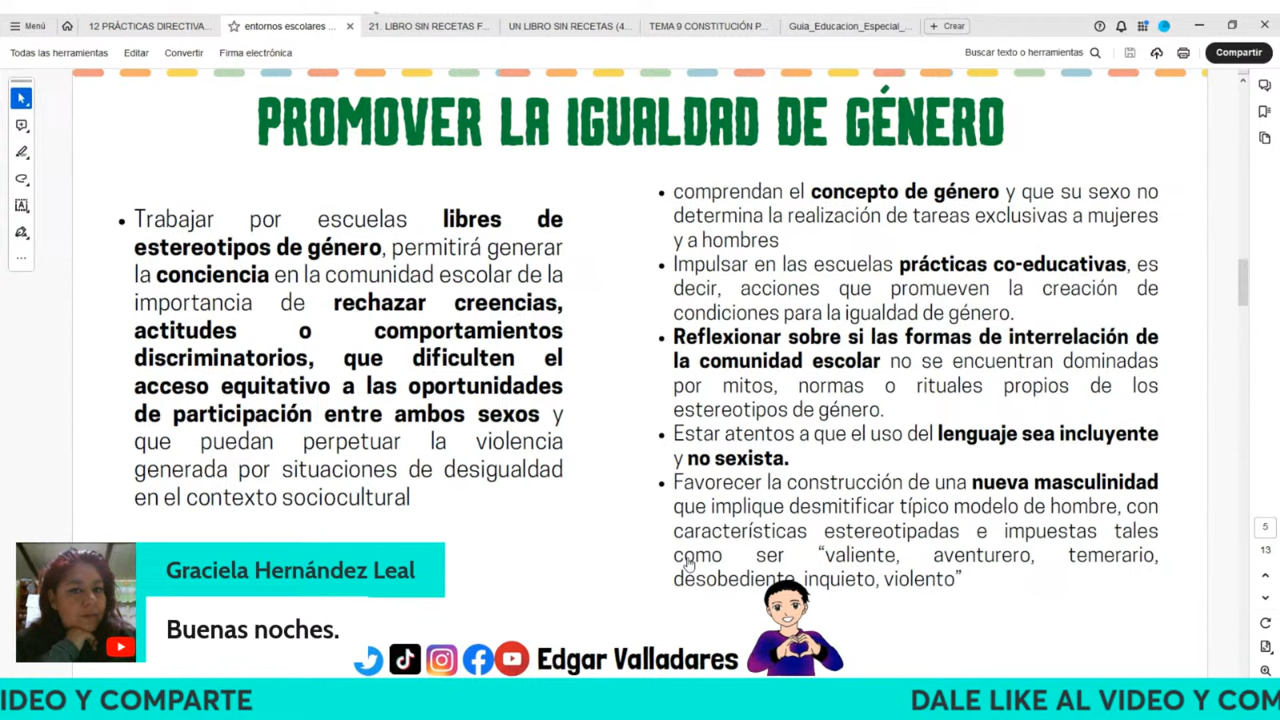 Menú
12 PRÁCTICAS DIRECTIVA...
entornos escolares ...
21. LIBRO SIN RECETAS F...
UN LIBRO SIN RECETAS (4...
TEMA 9 CONSTITUCIÓN P...
Guia_Educacion_Especial_...
+ Crear
Todas las herramientas
Editar
Convertir
Firma electrónica
Buscar texto o herramientas
Compartir
PROMOVER LA IGUALDAD DE GÉNERO
• Trabajar por escuelas libres de
estereotipos de género, permitirá generar
la conciencia en la comunidad escolar de la
importancia de rechazar creencias,
actitudes o comportamientos
discriminatorios, que dificulten el
acceso equitativo a las oportunidades
de participación entre ambos sexos y
que puedan perpetuar la violencia
generada por situaciones de desigualdad
en el contexto sociocultural
• comprendan el concepto de género y que su sexo no
determina la realización de tareas exclusivas a mujeres
y a hombres
• Impulsar en las escuelas prácticas co-educativas, es
decir, acciones que promueven la creación de
condiciones para la igualdad de género.
• Reflexionar sobre si las formas de interrelación de
la comunidad escolar no se encuentran dominadas
por mitos, normas o rituales propios de los
estereotipos de género.
• Estar atentos a que el uso del lenguaje sea incluyente
y no sexista.
• Favorecer la construcción de una nueva masculinidad
que implique desmitificar típico modelo de hombre, con
características estereotipadas e impuestas tales
como ser “valiente, aventurero, temerario,
desobediente, inquieto, violento”
5
13
Graciela Hernández Leal
Buenas noches.
Edgar Valladares
IDEO Y COMPARTE
DALE LIKE AL VIDEO Y COM